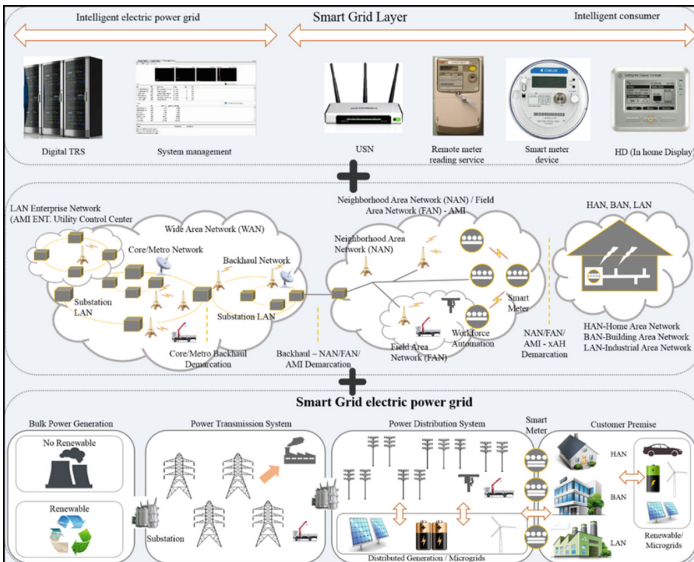 Intelligent electric power grid
Smart Grid Layer
Intelligent consumer
Digital TRS
System management
USN
Remote meter
reading service
Smart meter
device
HD (In home Display)
LAN Enterprise Network
(AMI ENT, Utility Control Center
Wide Area Network (WAN)
Core/Metro Network
Backhaul Network
Substation
LAN
Substation LAN
Core/Metro Backhaul
Demarcation
Backhaul – NAN/FAN/
AMI Demarcation
Neighborhood Area Network (NAN) / Field
Area Network (FAN) - AMI
Neighborhood Area
Network (NAN)
Smart
Meter
Workforce
Automation
Field Area
Network (FAN)
NAN/FAN/
AMI - xAH
Demarcation
HAN, BAN, LAN
HAN-Home Area Network
BAN-Building Area Network
LAN-Industrial Area Network
Smart Grid electric power grid
Bulk Power Generation
No Renewable
Renewable
Power Transmission System
Substation
Power Distribution System
Distributed Generation / Microgrids
Smart
Meter
Customer Premise
HAN
BAN
LAN
Renewable/
Microgrids